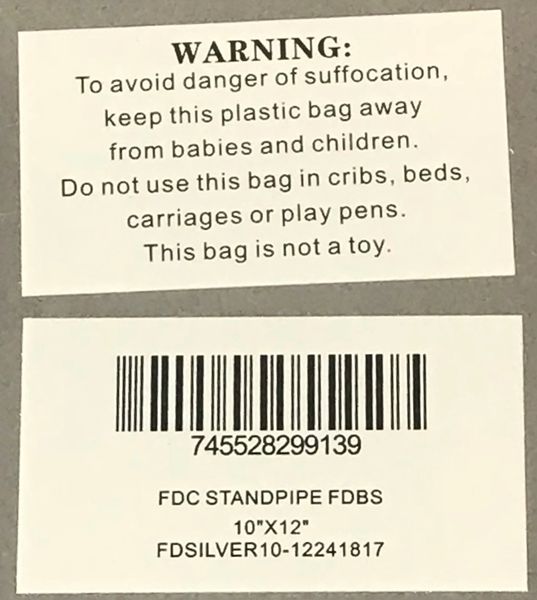 WARNING:
To avoid danger of suffocation,
keep this plastic bag away
from babies and children.
Do not use this bag in cribs, beds,
carriages or play pens.
This bag is not a toy.
745528299139
FDC STANDPIPE FDBS
10"X12"
FDSILVER10-12241817